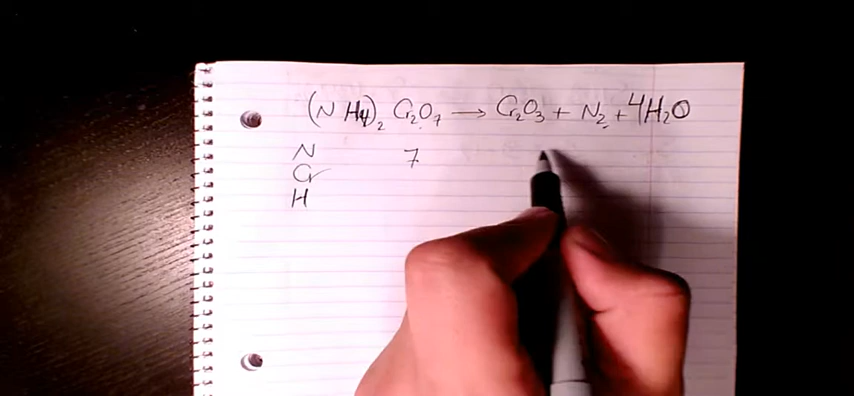 (NH4)2 Cr2O7 → Cr2O3 + N2 + 4H2O
N 7
Cr
H